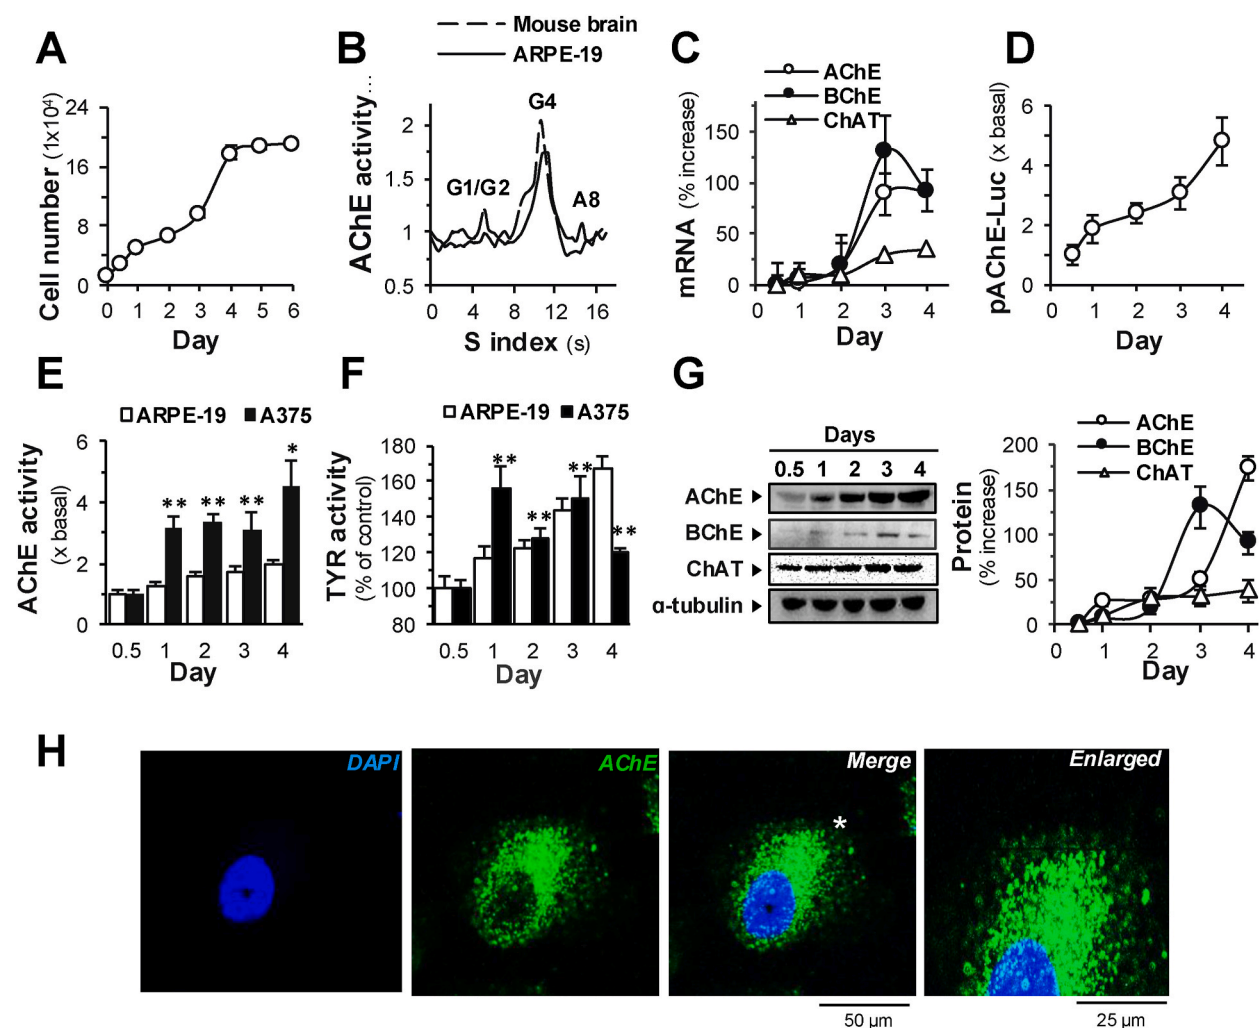 A
Cell number (1x10⁴)
24
16
8
0
0 1 2 3 4 5 6
Day
B
Mouse brain
ARPE-19
AChE activity...
G4
G1/G2
A8
2
1.5
1
0.5
0 4 8 12 16
S index (s)
C
AChE
BChE
ChAT
mRNA (% increase)
150
100
50
0
0 1 2 3 4
Day
D
pAChE-Luc (x basal)
6
4
2
0
0 1 2 3 4
Day
E
ARPE-19 A375
AChE activity
(x basal)
6
4
2
0
** ** ** *
0.5 1 2 3 4
Day
F
ARPE-19 A375
TYR activity
(% of control)
180
160
140
120
100
80
** ** ** **
0.5 1 2 3 4
Day
G
Days
0.5 1 2 3 4
AChE
BChE
ChAT
α-tubulin
AChE
BChE
ChAT
Protein
(% increase)
200
150
100
50
0
0 1 2 3 4
Day
H
DAPI
AChE
Merge
*
Enlarged
50 µm
25 µm